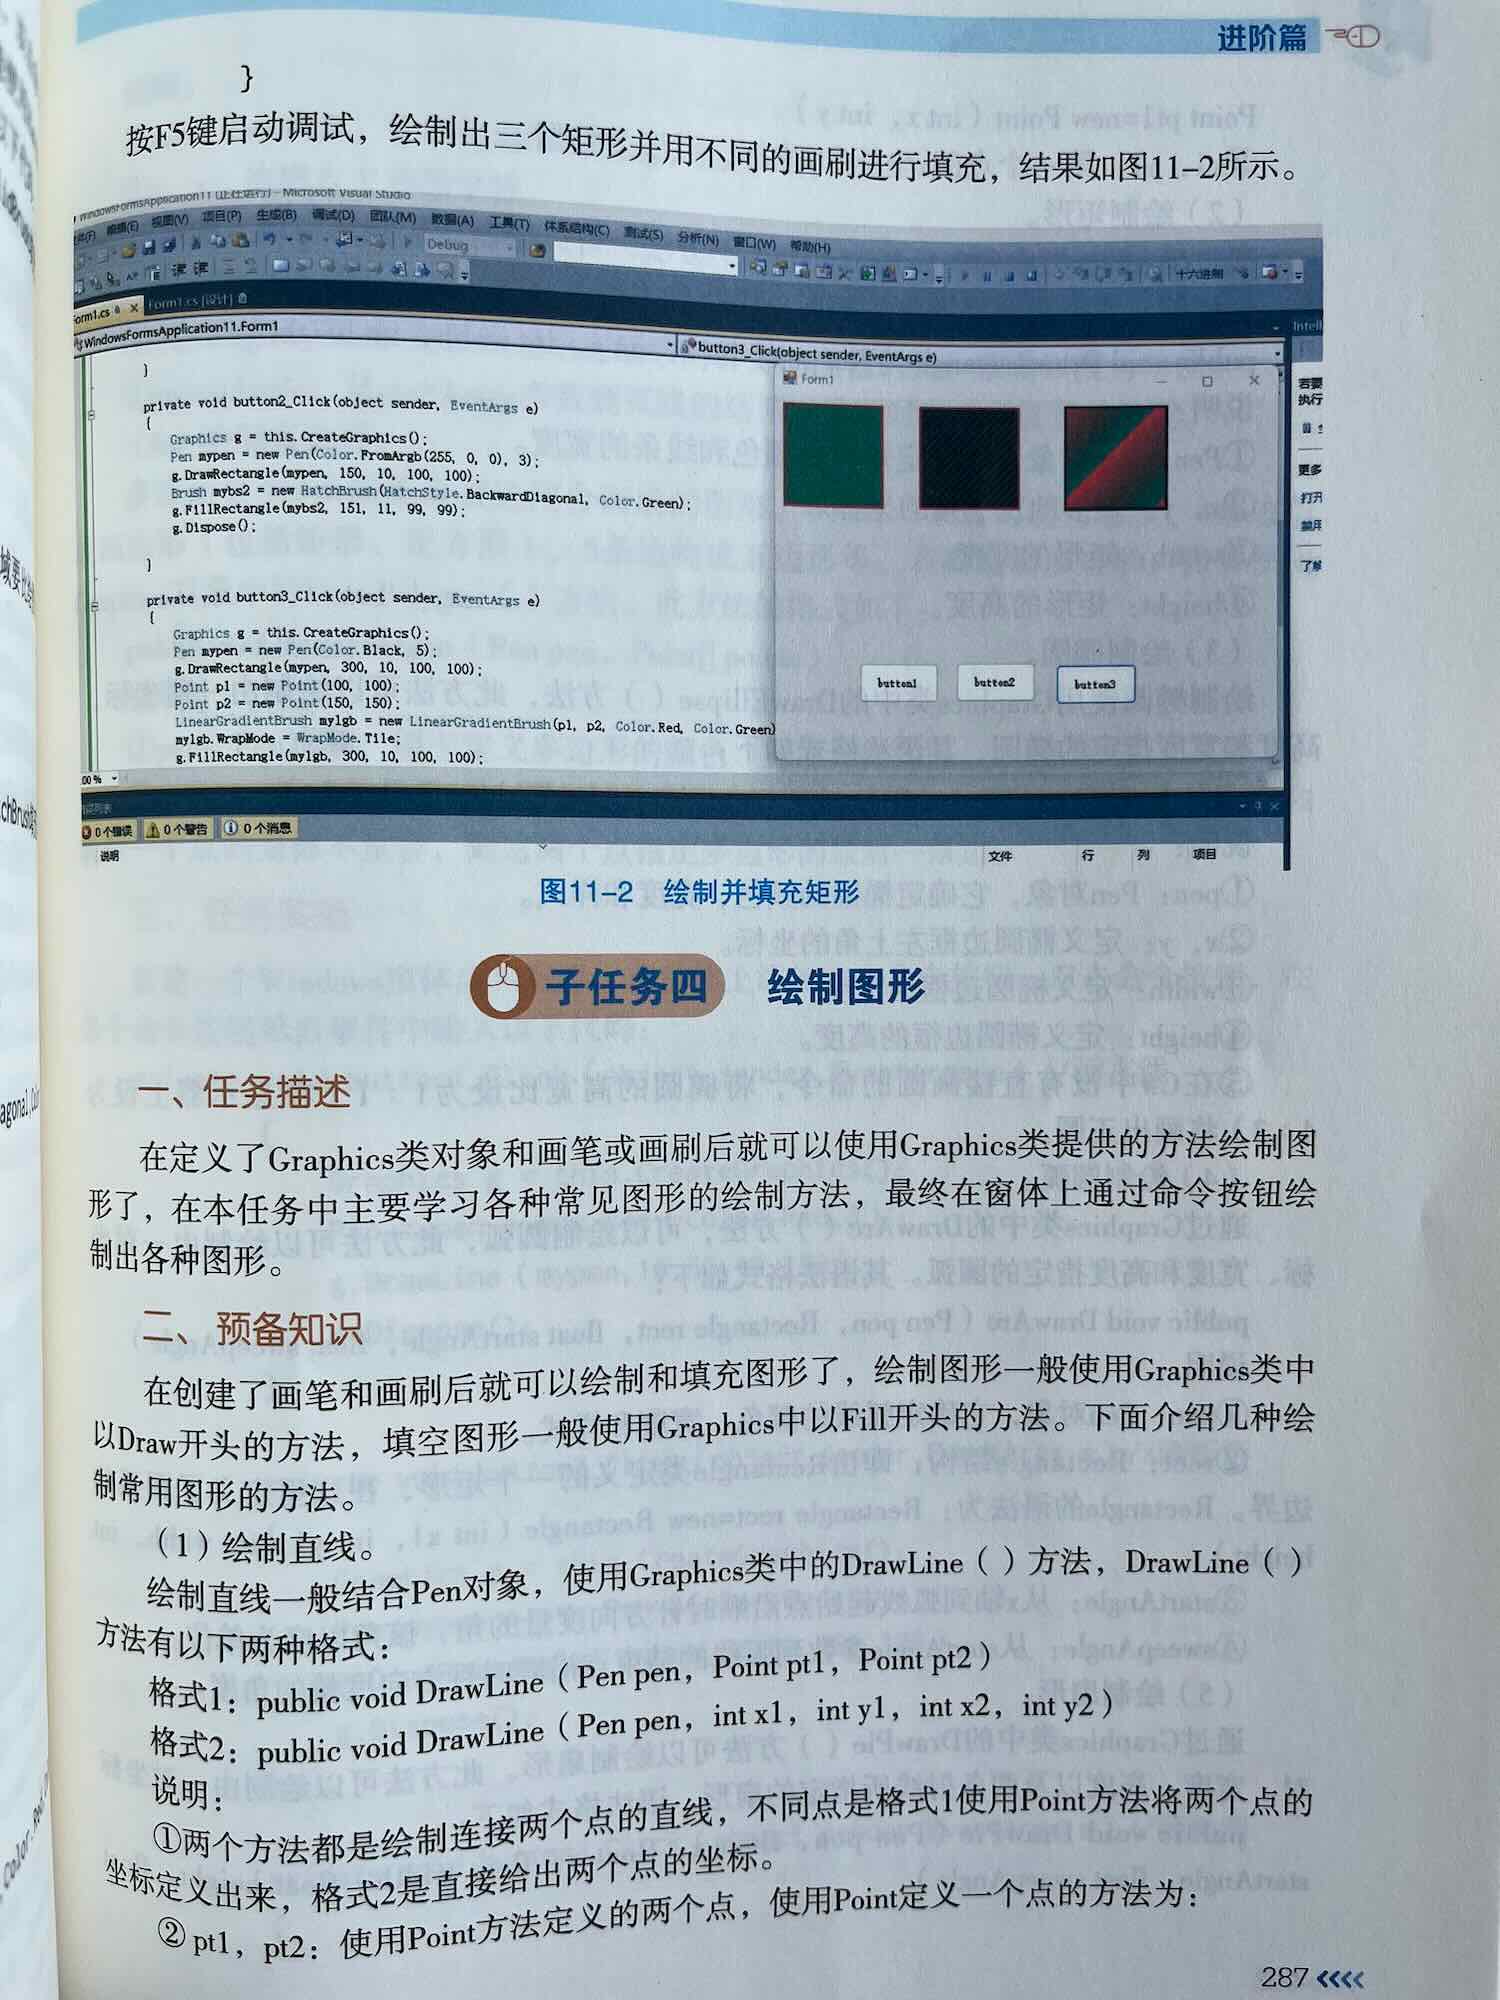 进阶篇
}
按F5键启动调试，绘制出三个矩形并用不同的画刷进行填充，结果如图11-2所示。
WindowsFormsApplication11 (正在运行) - Microsoft Visual Studio
编辑(E) 视图(V) 项目(P) 生成(B) 调试(D) 团队(M) 数据(A) 工具(T) 体系结构(C) 测试(S) 分析(N) 窗口(W) 帮助(H)
Debug
十六进制
Form1.cs Form1.cs [设计]
WindowsFormsApplication11.Form1 button3_Click(object sender, EventArgs e)
}
private void button2_Click(object sender, EventArgs e)
{
Graphics g = this.CreateGraphics();
Pen mypen = new Pen(Color.FromArgb(255, 0, 0), 3);
g.DrawRectangle(mypen, 150, 10, 100, 100);
Brush mybs2 = new HatchBrush(HatchStyle.BackwardDiagonal, Color.Green);
g.FillRectangle(mybs2, 151, 11, 99, 99);
g.Dispose();
}
private void button3_Click(object sender, EventArgs e)
{
Graphics g = this.CreateGraphics();
Pen mypen = new Pen(Color.Black, 5);
g.DrawRectangle(mypen, 300, 10, 100, 100);
Point p1 = new Point(100, 100);
Point p2 = new Point(150, 150);
LinearGradientBrush mylgb = new LinearGradientBrush(p1, p2, Color.Red, Color.Green)
mylgb.WrapMode = WrapMode.Tile;
g.FillRectangle(mylgb, 300, 10, 100, 100);
Form1
button1 button2 button3
Intell
若要
执行
更多
打开
禁用
了解
00 %
0 个错误 0 个警告 0 个消息
说明 文件 行 列 项目
图11-2 绘制并填充矩形
子任务四 绘制图形
一、任务描述
在定义了Graphics类对象和画笔或画刷后就可以使用Graphics类提供的方法绘制图
形了，在本任务中主要学习各种常见图形的绘制方法，最终在窗体上通过命令按钮绘
制出各种图形。
二、预备知识
在创建了画笔和画刷后就可以绘制和填充图形了，绘制图形一般使用Graphics类中
以Draw开头的方法，填空图形一般使用Graphics中以Fill开头的方法。下面介绍几种绘
制常用图形的方法。
（1）绘制直线。
绘制直线一般结合Pen对象，使用Graphics类中的DrawLine（）方法，DrawLine（）
方法有以下两种格式：
格式1：public void DrawLine（Pen pen，Point pt1，Point pt2）
格式2：public void DrawLine（Pen pen，int x1，int y1，int x2，int y2）
说明：
①两个方法都是绘制连接两个点的直线，不同点是格式1使用Point方法将两个点的
坐标定义出来，格式2是直接给出两个点的坐标。
②pt1，pt2：使用Point方法定义的两个点，使用Point定义一个点的方法为：
287